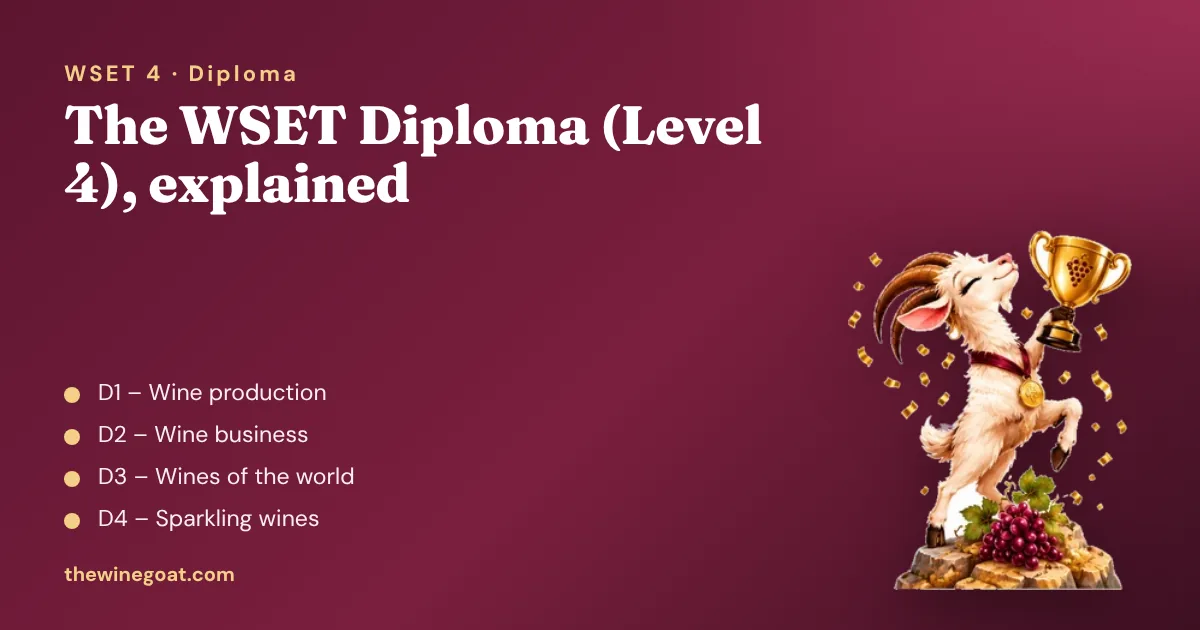 WSET 4 · Diploma
The WSET Diploma (Level
4), explained
D1 – Wine production
D2 – Wine business
D3 – Wines of the world
D4 – Sparkling wines
thewinegoat.com